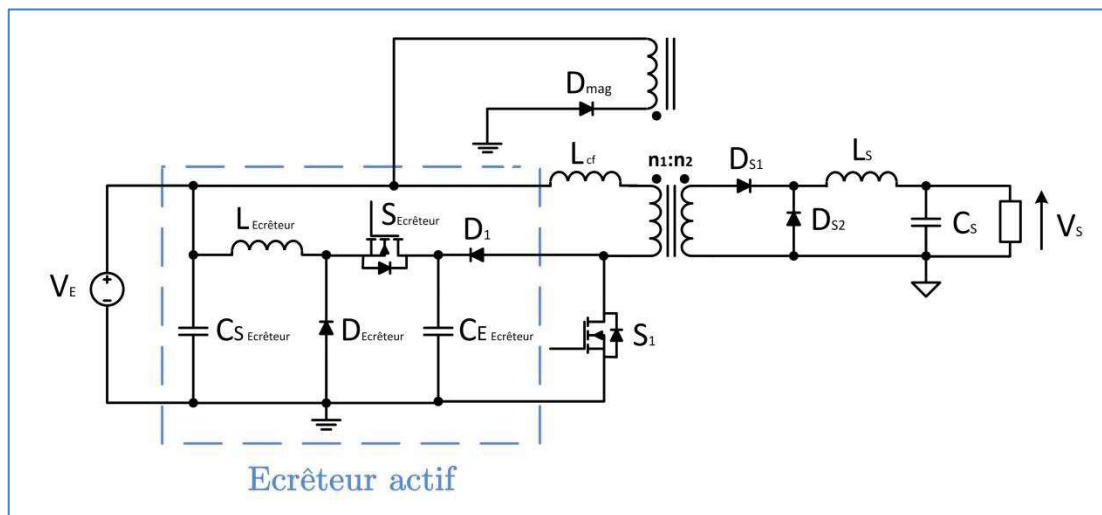 Dmag
Lcf
n1:n2
DS1
LS
LEcrêteur
SEcrêteur
D1
DS2
CS
VS
VE
CS Ecrêteur
DEcrêteur
CE Ecrêteur
S1
Ecrêteur actif